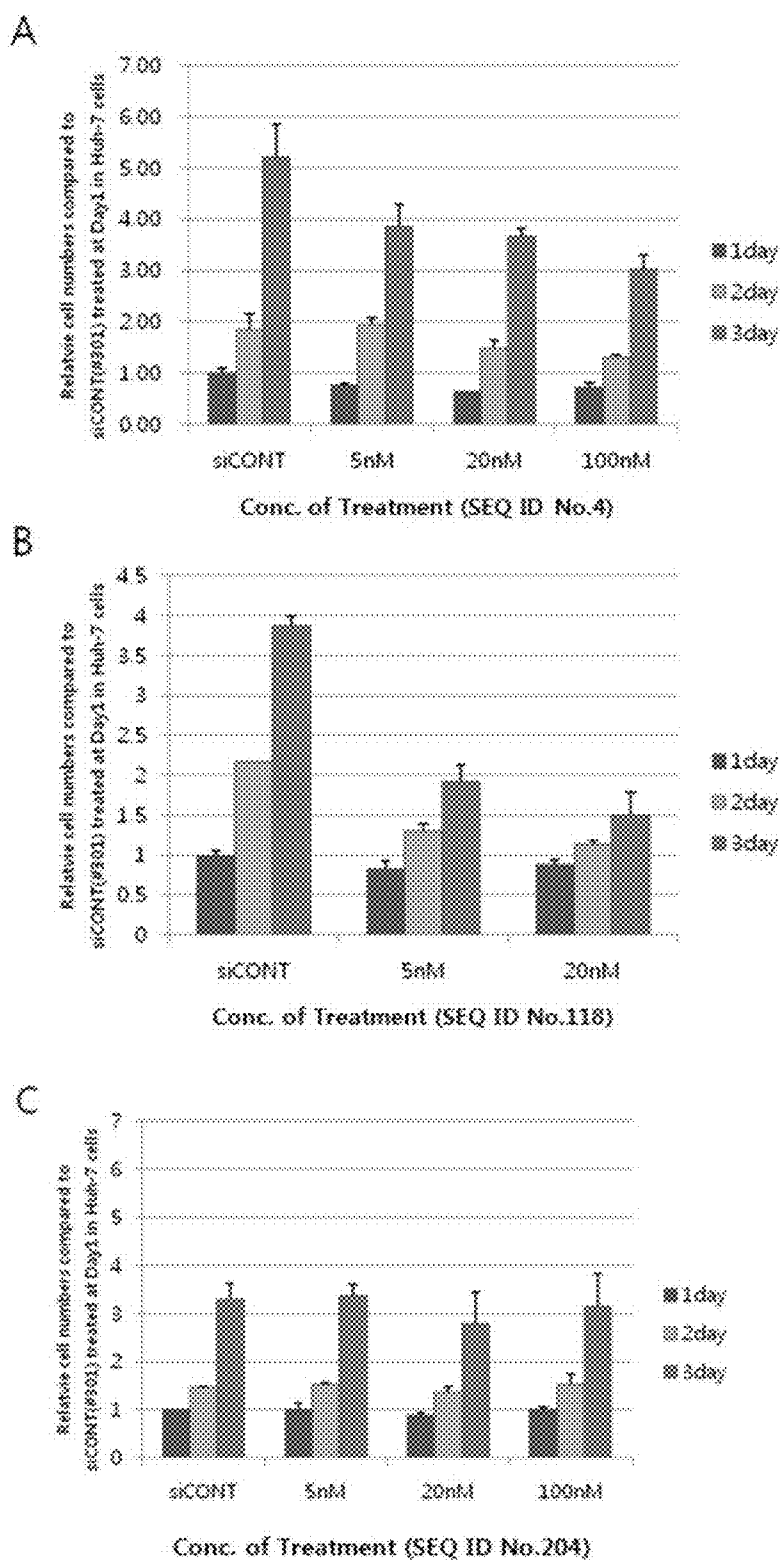 A
Relative cell numbers compared to
siCONT(#301) treated at Day1 in Huh-7 cells
7.00
6.00
5.00
4.00
3.00
2.00
1.00
0.00
siCONT 5nM 20nM 100nM
1day
2day
3day
Conc. of Treatment (SEQ ID No.4)
B
Relative cell numbers compared to
siCONT(#301) treated at Day1 in Huh-7 cells
4.5
4
3.5
3
2.5
2
1.5
1
0.5
0
siCONT 5nM 20nM
1day
2day
3day
Conc. of Treatment (SEQ ID No.118)
C
Relative cell numbers compared to
siCONT(#301) treated at Day1 in Huh-7 cells
7
6
5
4
3
2
1
0
siCONT 5nM 20nM 100nM
1day
2day
3day
Conc. of Treatment (SEQ ID No.204)